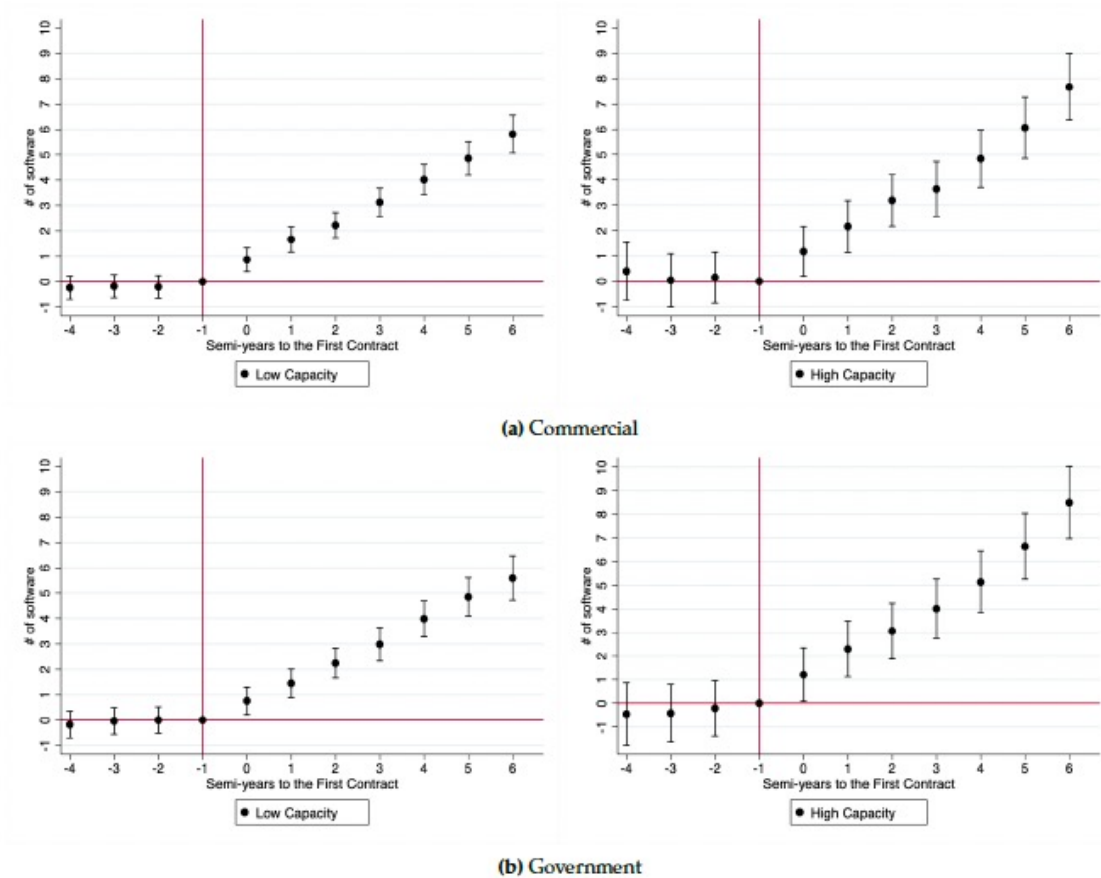 10
9
8
7
6
5
4
3
2
1
0
-1
# of software
-4 -3 -2 -1 0 1 2 3 4 5 6
Semi-years to the First Contract
Low Capacity
10
9
8
7
6
5
4
3
2
1
0
-1
# of software
-4 -3 -2 -1 0 1 2 3 4 5 6
Semi-years to the First Contract
High Capacity
(a) Commercial
10
9
8
7
6
5
4
3
2
1
0
-1
# of software
-4 -3 -2 -1 0 1 2 3 4 5 6
Semi-years to the First Contract
Low Capacity
10
9
8
7
6
5
4
3
2
1
0
-1
# of software
-4 -3 -2 -1 0 1 2 3 4 5 6
Semi-years to the First Contract
High Capacity
(b) Government